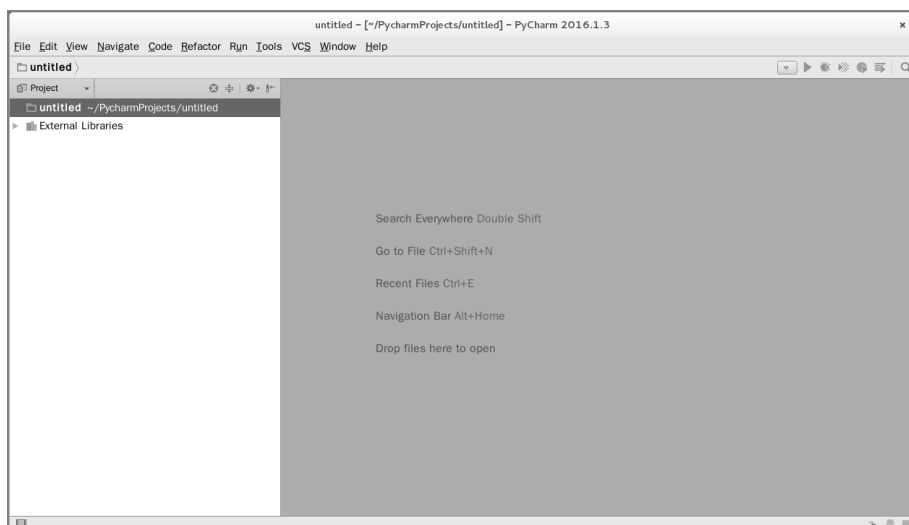 untitled – [~/PycharmProjects/untitled] – PyCharm 2016.1.3
File Edit View Navigate Code Refactor Run Tools VCS Window Help
untitled
Project
untitled ~/PycharmProjects/untitled
External Libraries
Search Everywhere Double Shift
Go to File Ctrl+Shift+N
Recent Files Ctrl+E
Navigation Bar Alt+Home
Drop files here to open